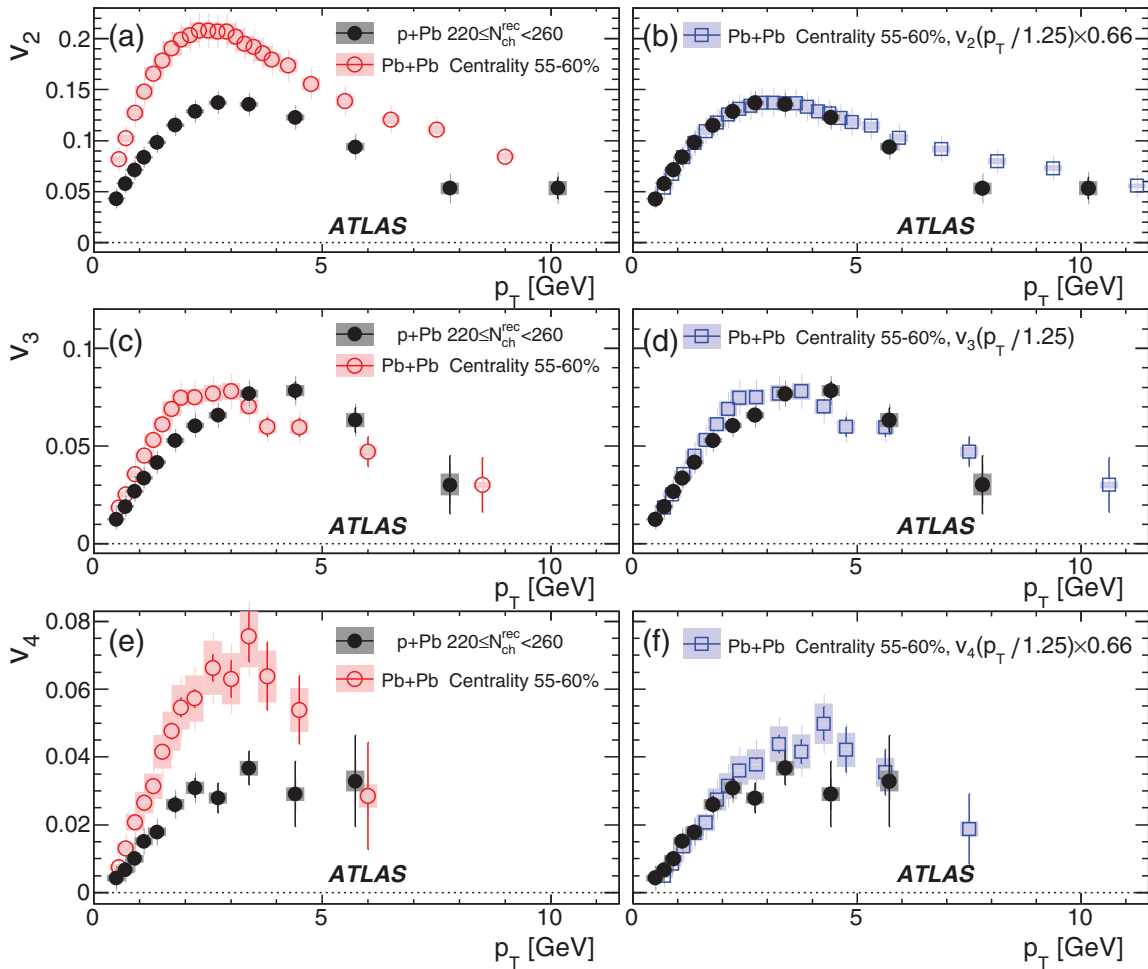 (a)
p+Pb 220≤N_ch^rec<260
Pb+Pb Centrality 55-60%
v₂
0.2
0.15
0.1
0.05
0
ATLAS
0 5 10
p_T [GeV]
(b)
Pb+Pb Centrality 55-60%, v₂(p_T /1.25)×0.66
ATLAS
0 5 10
p_T [GeV]
(c)
p+Pb 220≤N_ch^rec<260
Pb+Pb Centrality 55-60%
v₃
0.1
0.05
0
ATLAS
0 5 10
p_T [GeV]
(d)
Pb+Pb Centrality 55-60%, v₃(p_T /1.25)
ATLAS
0 5 10
p_T [GeV]
(e)
p+Pb 220≤N_ch^rec<260
Pb+Pb Centrality 55-60%
v₄
0.08
0.06
0.04
0.02
0
ATLAS
0 5 10
p_T [GeV]
(f)
Pb+Pb Centrality 55-60%, v₄(p_T /1.25)×0.66
ATLAS
0 5 10
p_T [GeV]